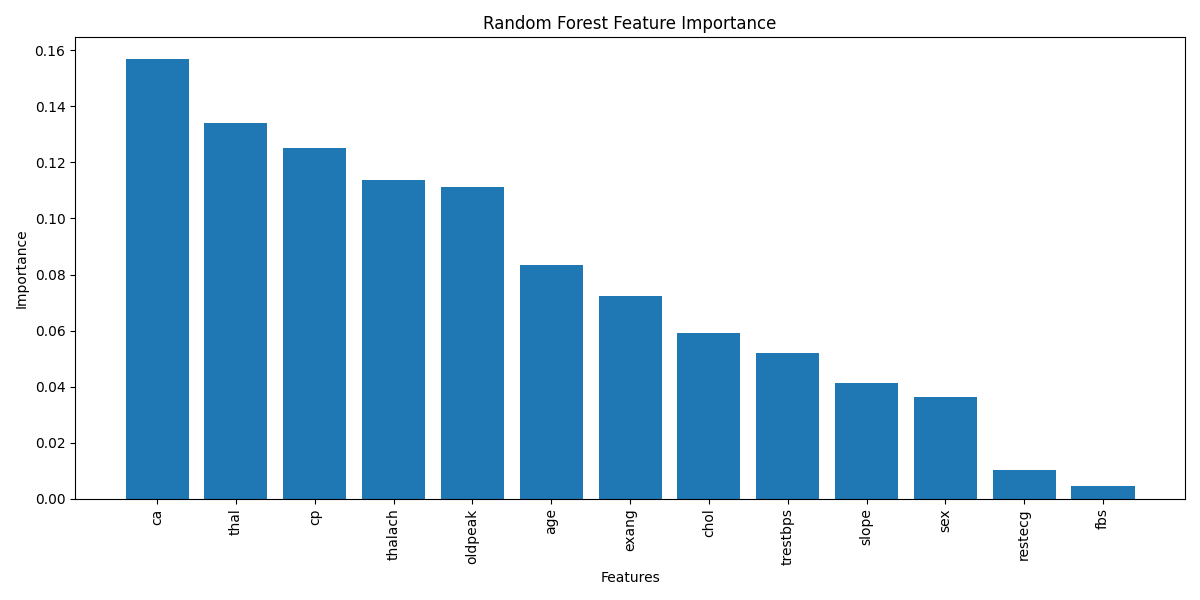 Random Forest Feature Importance
0.16
0.14
0.12
0.10
0.08
0.06
0.04
0.02
0.00
Importance
ca
thal
cp
thalach
oldpeak
age
exang
chol
trestbps
slope
sex
restecg
fbs
Features